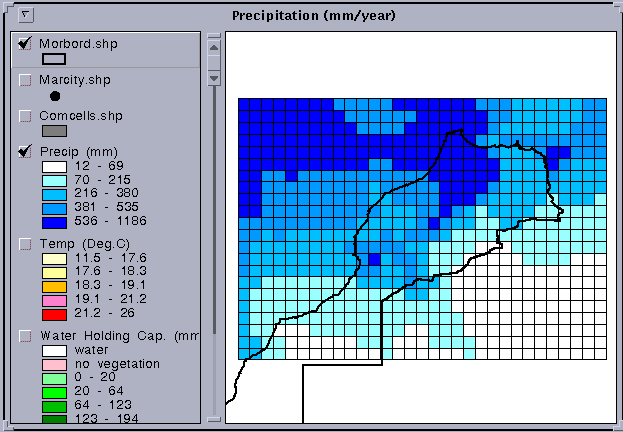 Precipitation (mm/year)
Morbord.shp
Marcity.shp
Comcells.shp
Precip (mm)
12 - 69
70 - 215
216 - 380
381 - 535
536 - 1186
Temp (Deg.C)
11.5 - 17.6
17.6 - 18.3
18.3 - 19.1
19.1 - 21.2
21.2 - 26
Water Holding Cap. (mm
water
no vegetation
0 - 20
20 - 64
64 - 123
123 - 194